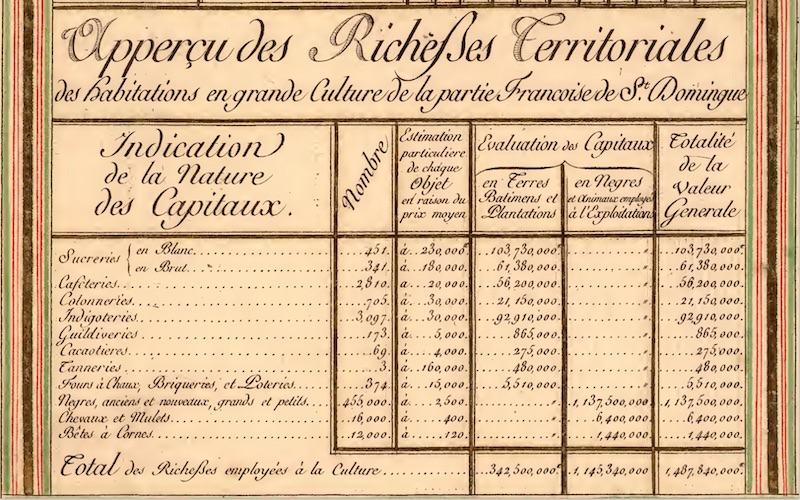 Apperçu des Richesses Territoriales
des habitations en grande Culture de la partie Francoise de St. Domingue
Indication de la Nature des Capitaux. Nombre Estimation particuliere de châque Objet en raison du prix moyen Evaluation des Capitaux en Terres Batimens et Plantations en Negres et Animaux employés à l'Exploitation Totalité de la Valeur Generale
Sucreries { en Blanc 451. à 230,000. 103,730,000. " 103,730,000.
en Brut 341. à 180,000. 61,380,000. " 61,380,000.
Caféteries 2,810. à 20,000. 56,200,000. " 56,200,000.
Cotonneries 705. à 30,000. 21,150,000. " 21,150,000.
Indigoteries 3,097. à 30,000. 92,910,000. " 92,910,000.
Guildiveries 173. à 5,000. 865,000. " 865,000.
Cacaotieres 69. à 4,000. 275,000. " 275,000.
Tanneries 3. à 160,000. 480,000. " 480,000.
Fours à Chaux, Briqueries, et Poteries 374. à 15,000. 5,510,000. " 5,510,000.
Negres, anciens et nouveaux, grands et petits 455,000. à 2,500. " 1,137,500,000. 1,137,500,000.
Chevaux et Mulets 16,000. à 400. " 6,400,000. 6,400,000.
Bêtes à Cornes 12,000. à 120. " 1,440,000. 1,440,000.
Total des Richesses employées à la Culture 342,500,000. 1,145,340,000 1,487,840,000.